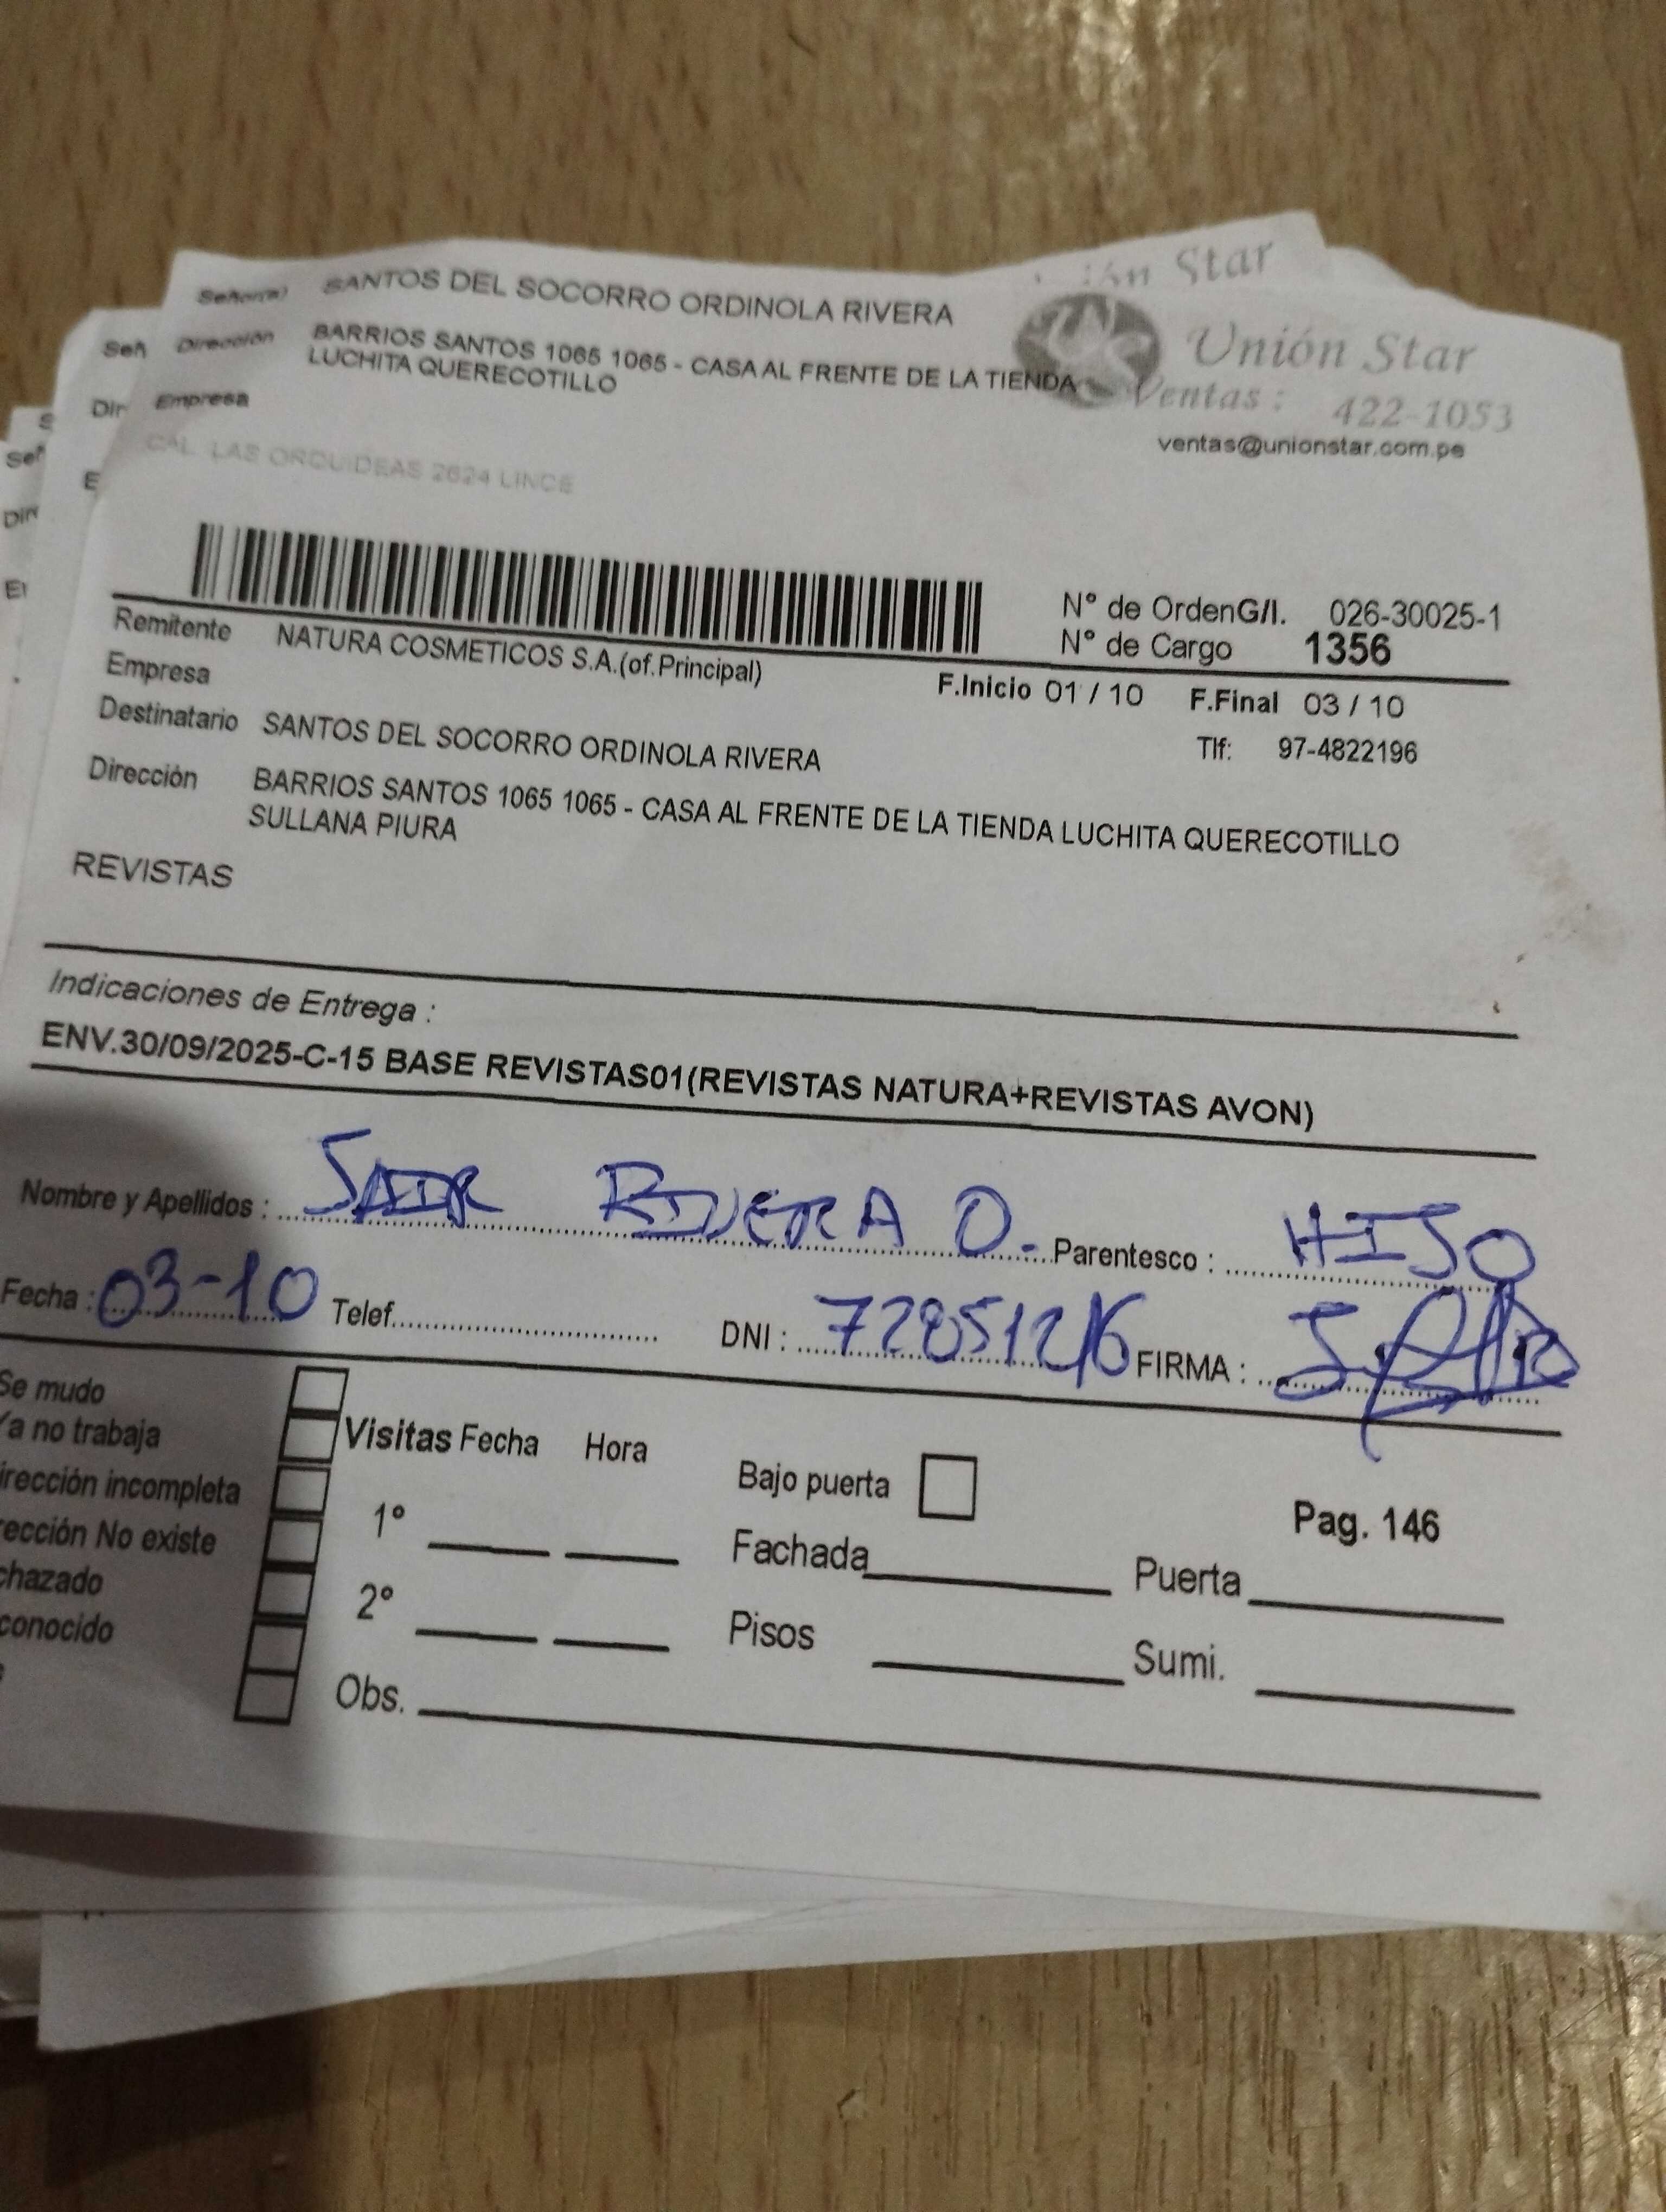 Unión Star
Señor(a) SANTOS DEL SOCORRO ORDINOLA RIVERA
Dirección BARRIOS SANTOS 1065 1065 - CASA AL FRENTE DE LA TIENDA
LUCHITA QUERECOTILLO
Empresa
CAL. LAS ORQUIDEAS 2624 LINCE
Unión Star
Ventas : 422-1053
ventas@unionstar.com.pe
N° de OrdenG/I. 026-30025-1
N° de Cargo 1356
Remitente NATURA COSMETICOS S.A.(of.Principal)
Empresa
F.Inicio 01 / 10 F.Final 03 / 10
Destinatario SANTOS DEL SOCORRO ORDINOLA RIVERA
Tlf: 97-4822196
Dirección BARRIOS SANTOS 1065 1065 - CASA AL FRENTE DE LA TIENDA LUCHITA QUERECOTILLO
SULLANA PIURA
REVISTAS
Indicaciones de Entrega :
ENV.30/09/2025-C-15 BASE REVISTAS01(REVISTAS NATURA+REVISTAS AVON)
Nombre y Apellidos : SAIR RIVERA O. Parentesco : HIJO
Fecha : 03-10 Telef. DNI : FIRMA :
Se mudo
Ya no trabaja
irección incompleta
rección No existe
chazado
conocido
Visitas Fecha Hora
1°
2°
Obs.
Bajo puerta
Fachada Puerta
Pisos Sumi.
Pag. 146